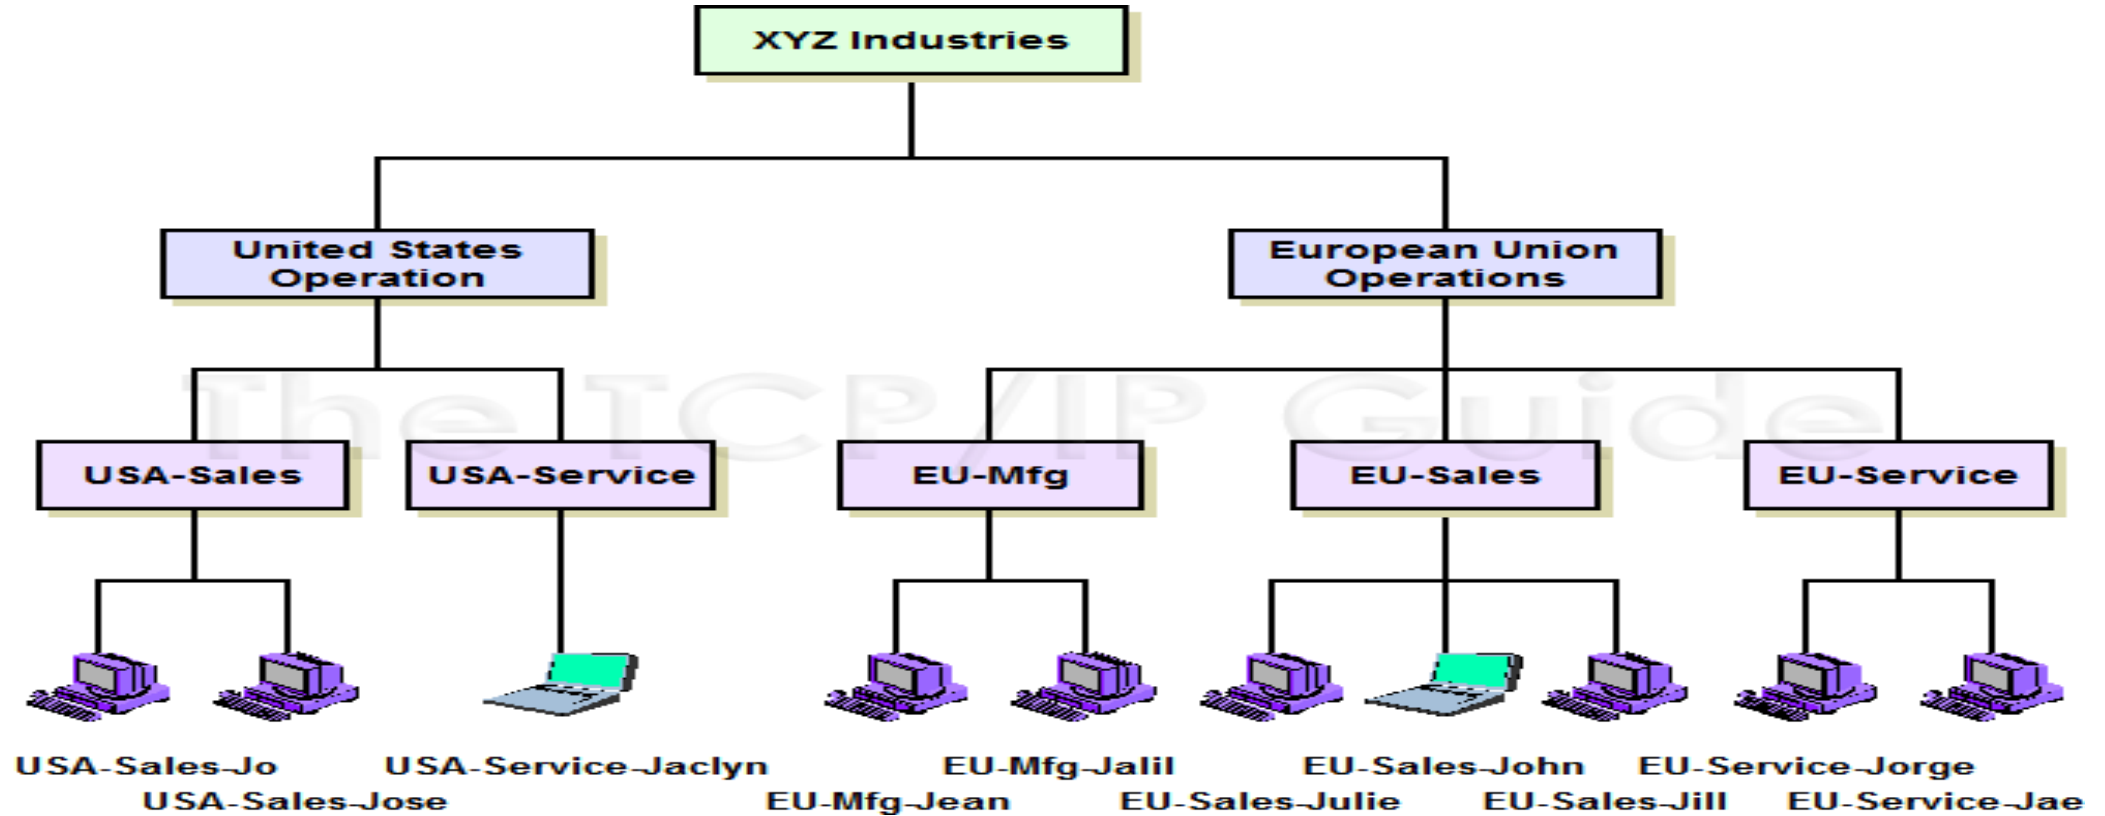 XYZ Industries
United States
Operation
European Union
Operations
The TCP/IP Guide
USA-Sales
USA-Service
EU-Mfg
EU-Sales
EU-Service
USA-Sales-Jo
USA-Service-Jaclyn
EU-Mfg-Jalil
EU-Sales-John
EU-Service-Jorge
USA-Sales-Jose
EU-Mfg-Jean
EU-Sales-Julie
EU-Sales-Jill
EU-Service-Jae